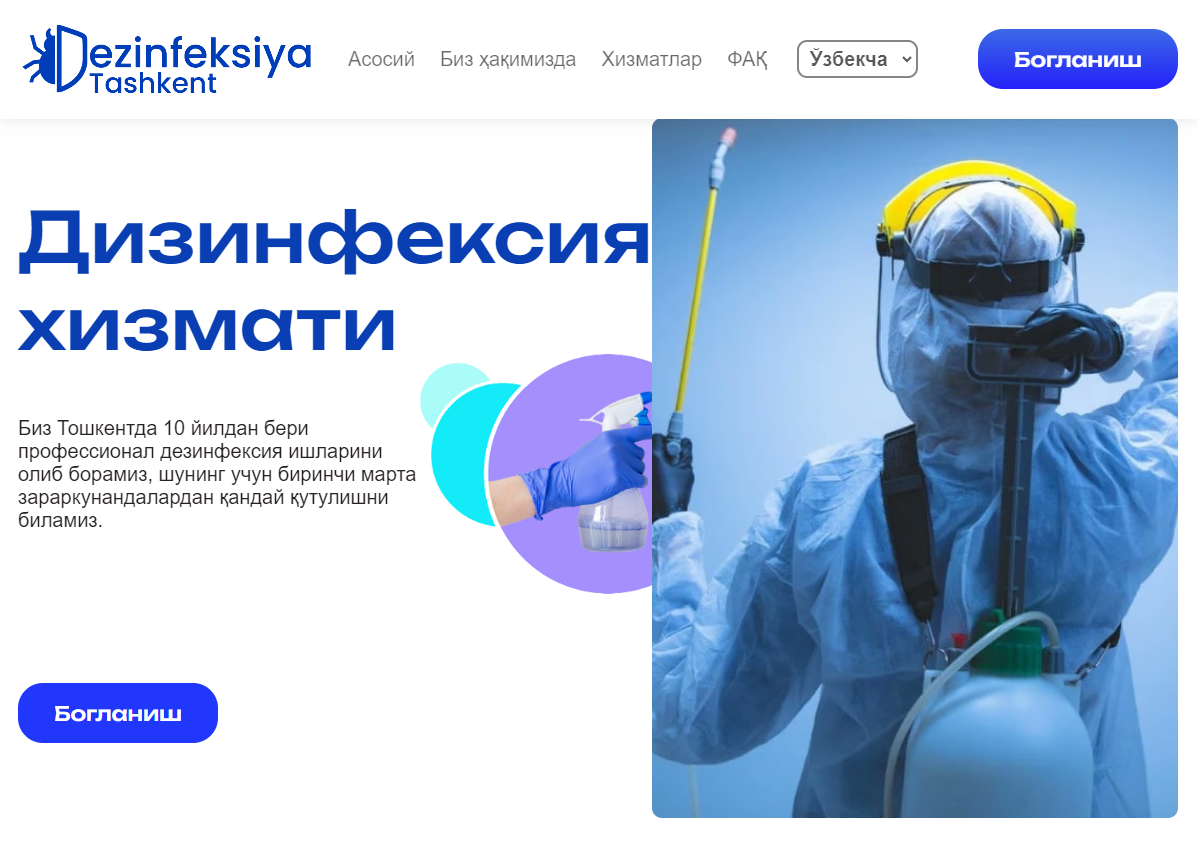 Dezinfeksiya
Tashkent
Асосий Биз ҳақимизда Хизматлар ФАҚ Ўзбекча Богланиш
Дизинфексия
хизмати
Биз Тошкентда 10 йилдан бери
профессионал дезинфексия ишларини
олиб борамиз, шунинг учун биринчи марта
зараркунандалардан қандай қутулишни
биламиз.
Богланиш